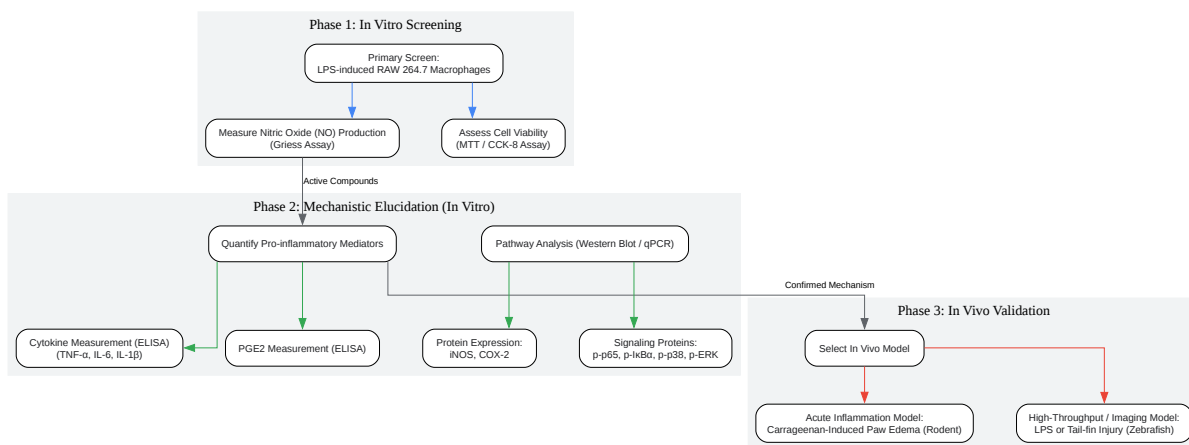 Phase 1: In Vitro Screening
Primary Screen:
LPS-induced RAW 264.7 Macrophages
Measure Nitric Oxide (NO) Production
(Griess Assay)
Assess Cell Viability
(MTT / CCK-8 Assay)
Active Compounds
Phase 2: Mechanistic Elucidation (In Vitro)
Quantify Pro-inflammatory Mediators
Pathway Analysis (Western Blot / qPCR)
Confirmed Mechanism
Cytokine Measurement (ELISA)
(TNF-α, IL-6, IL-1β)
PGE2 Measurement (ELISA)
Protein Expression:
iNOS, COX-2
Signaling Proteins:
p-p65, p-IκBα, p-p38, p-ERK
Phase 3: In Vivo Validation
Select In Vivo Model
Acute Inflammation Model:
Carrageenan-Induced Paw Edema (Rodent)
High-Throughput / Imaging Model:
LPS or Tail-fin Injury (Zebrafish)